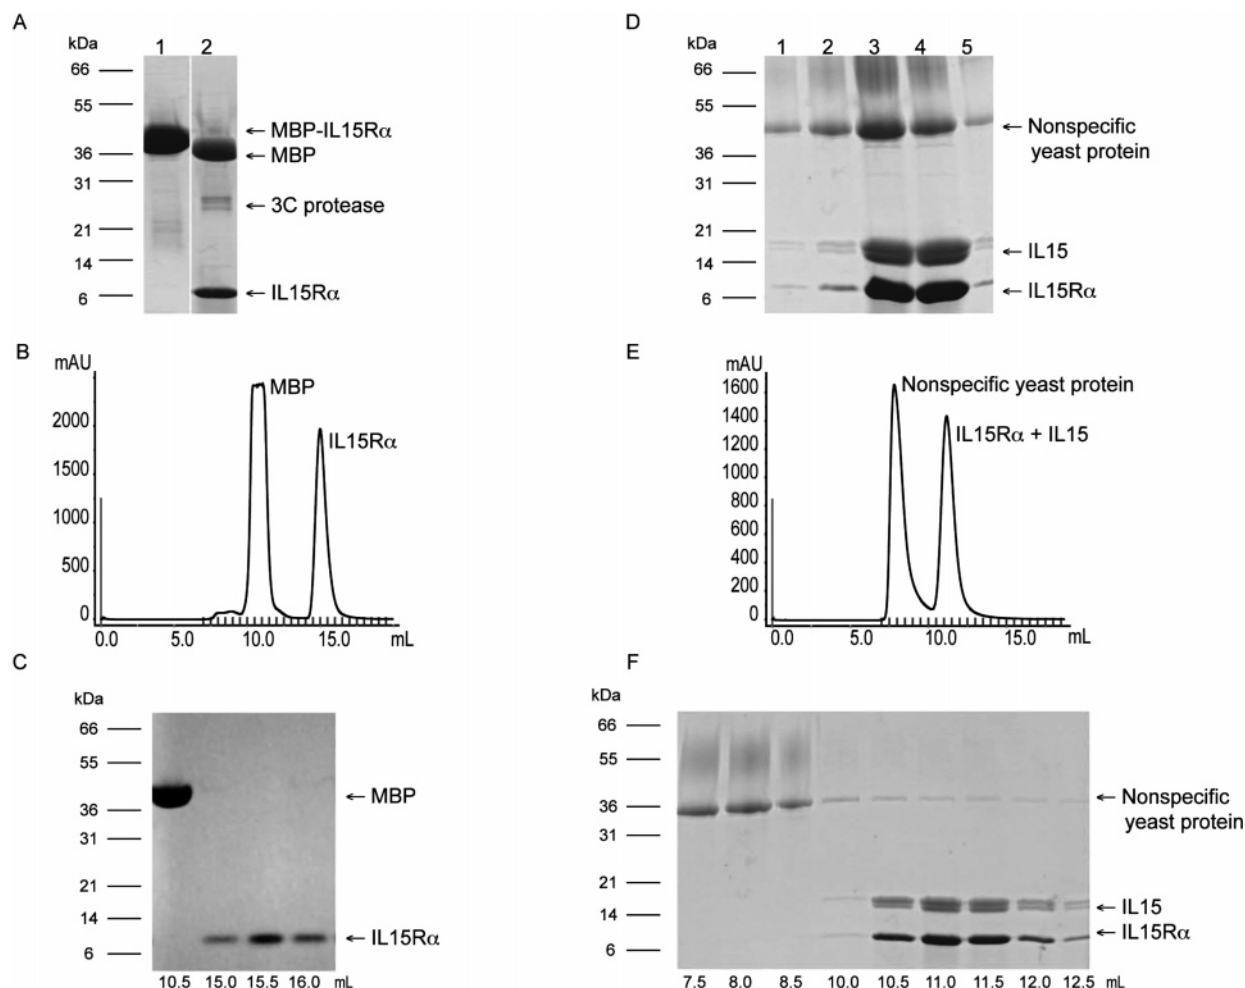 A
kDa
1 2
66
55
36
31
21
14
6
← MBP-IL15Rα
← MBP
← 3C protease
← IL15Rα
B
mAU
2000
1500
1000
500
0
MBP
IL15Rα
0.0 5.0 10.0 15.0 mL
C
kDa
66
55
36
31
21
14
6
← MBP
← IL15Rα
10.5 15.0 15.5 16.0 mL
D
kDa
1 2 3 4 5
66
55
36
31
21
14
6
← Nonspecific
yeast protein
← IL15
← IL15Rα
E
mAU
1600
1400
1200
1000
800
600
400
200
0
Nonspecific yeast protein
IL15Rα + IL15
0.0 5.0 10.0 15.0 mL
F
kDa
66
55
36
31
21
14
6
← Nonspecific
yeast protein
← IL15
← IL15Rα
7.5 8.0 8.5 10.0 10.5 11.0 11.5 12.0 12.5 mL